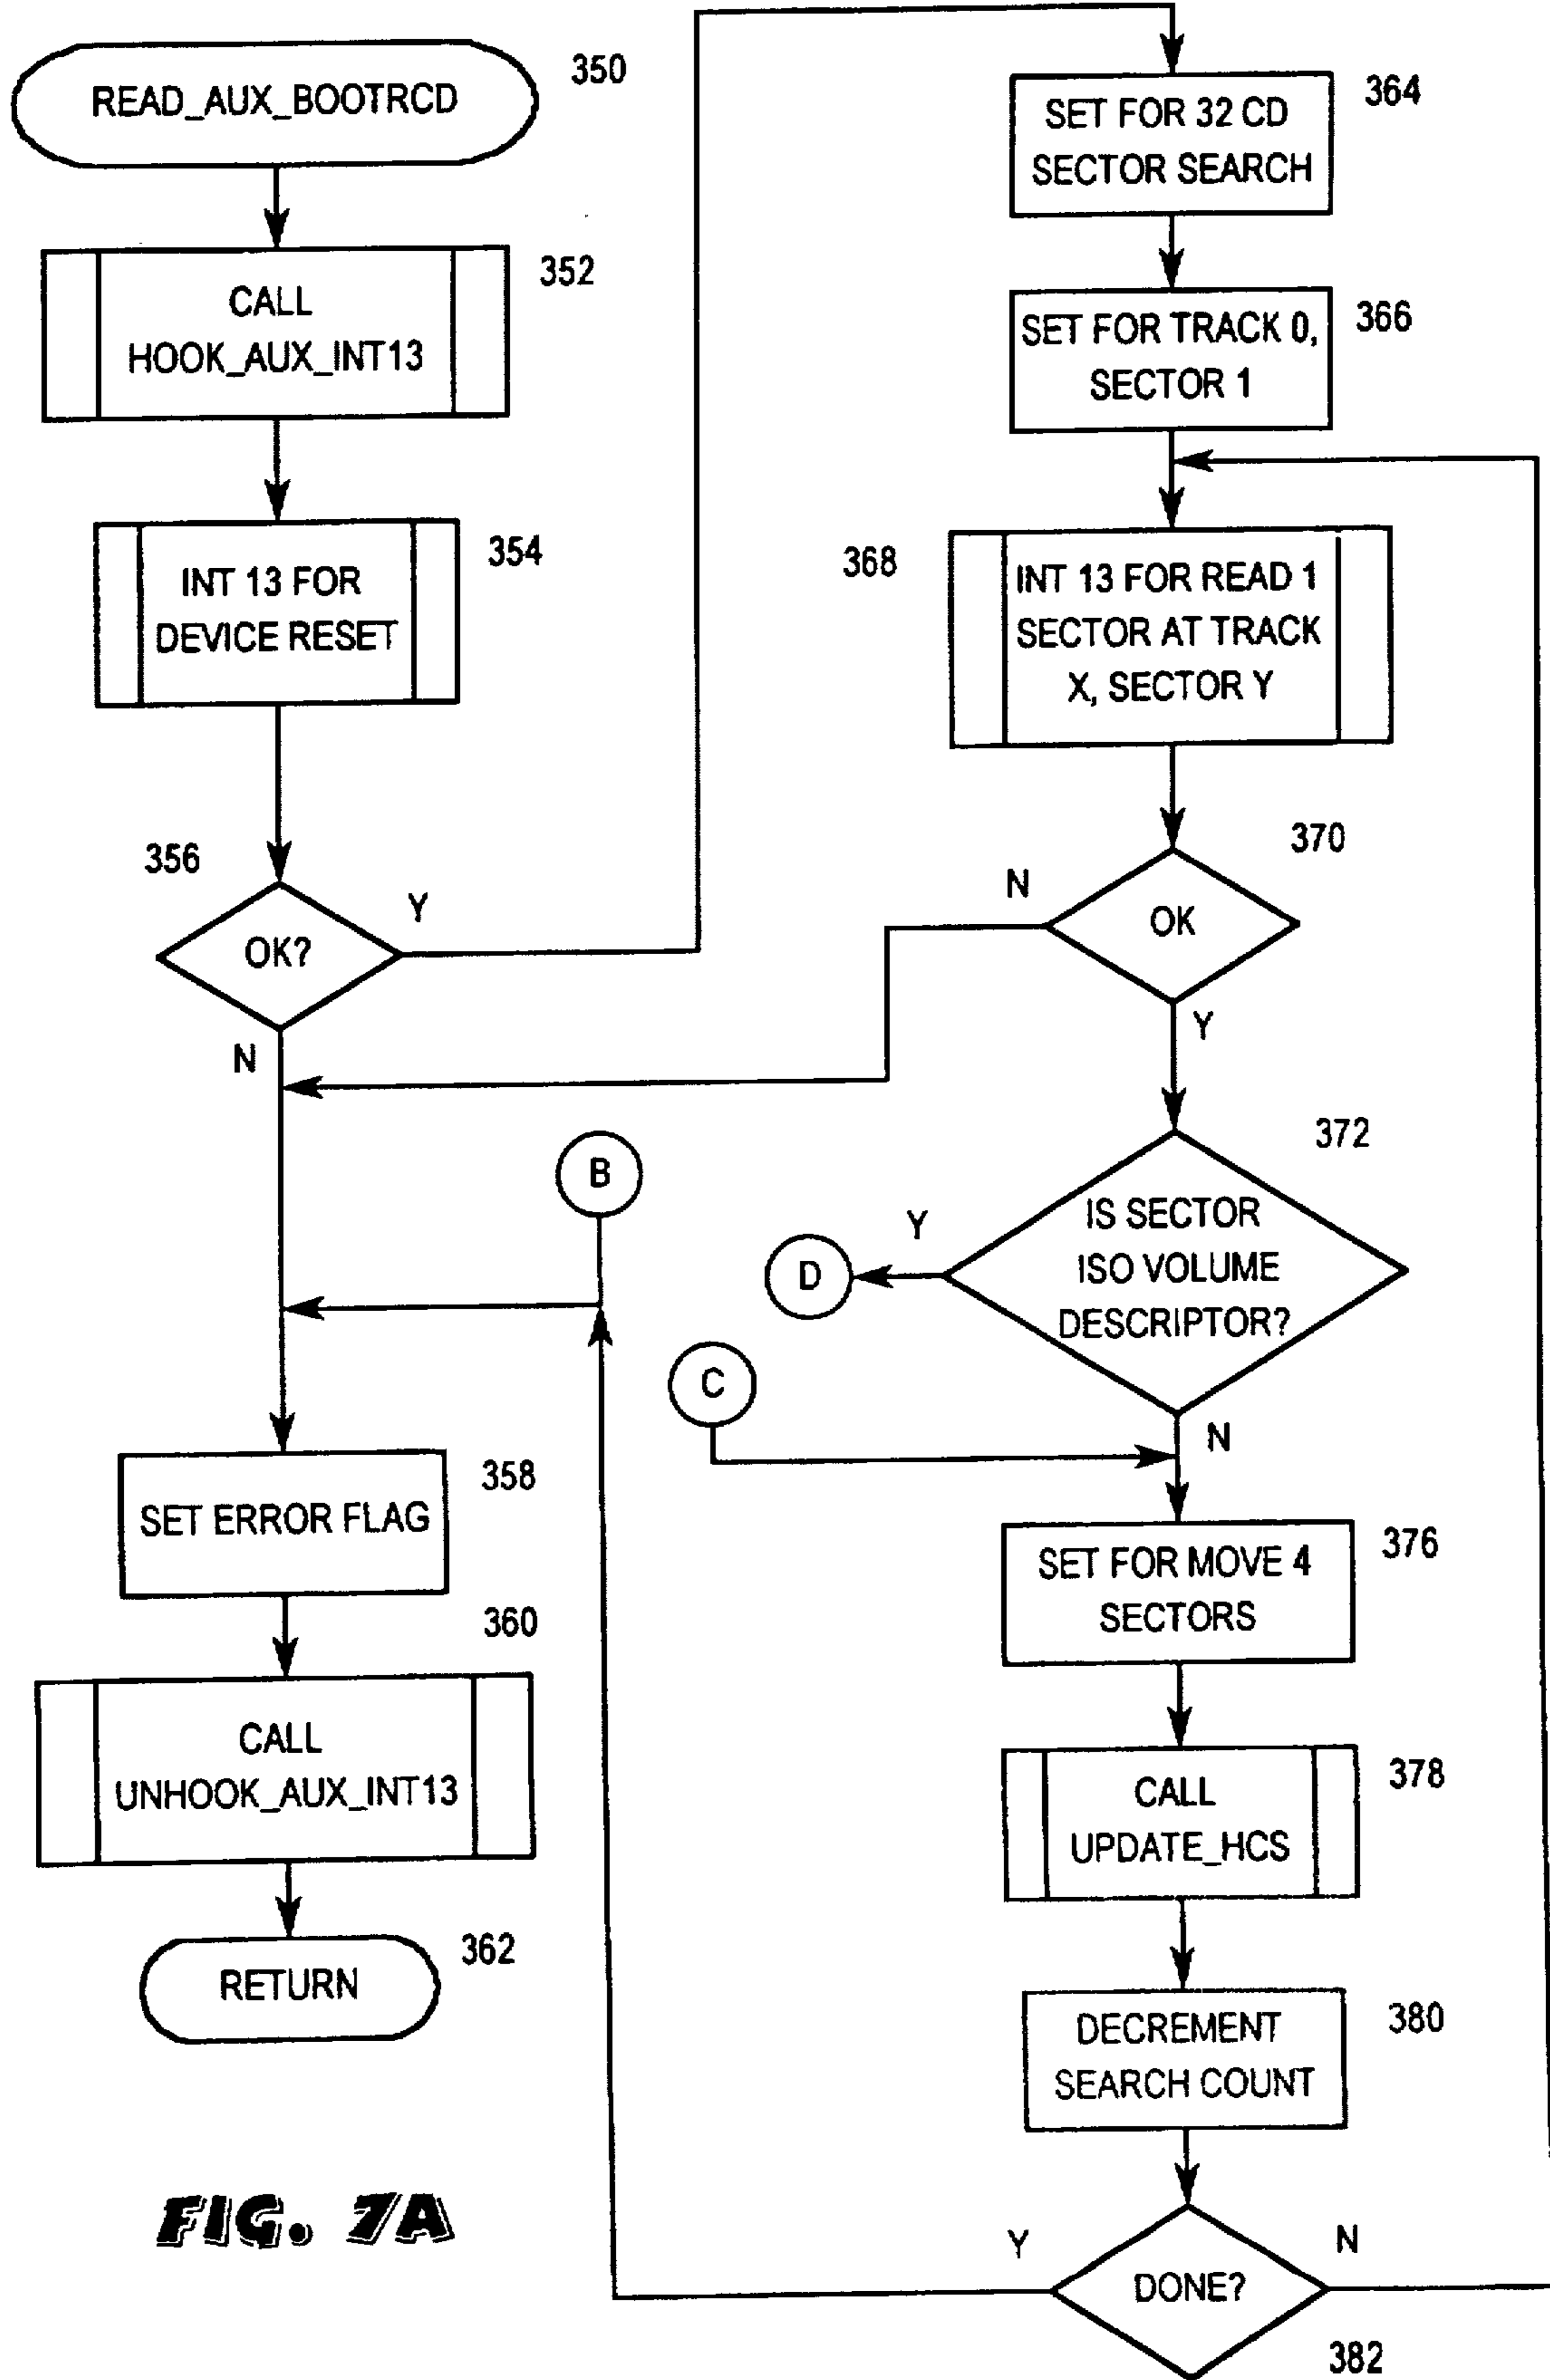 READ_AUX_BOOTRCD
350
CALL
HOOK_AUX_INT13
352
INT 13 FOR
DEVICE RESET
354
356
OK?
Y
N
B
SET ERROR FLAG
358
360
CALL
UNHOOK_AUX_INT13
RETURN
362
SET FOR 32 CD
SECTOR SEARCH
364
SET FOR TRACK 0,
SECTOR 1
366
368
INT 13 FOR READ 1
SECTOR AT TRACK
X, SECTOR Y
370
N
OK
Y
372
IS SECTOR
ISO VOLUME
DESCRIPTOR?
Y
D
C
N
SET FOR MOVE 4
SECTORS
376
CALL
UPDATE_HCS
378
DECREMENT
SEARCH COUNT
380
Y
DONE?
N
382
FIG. 7A